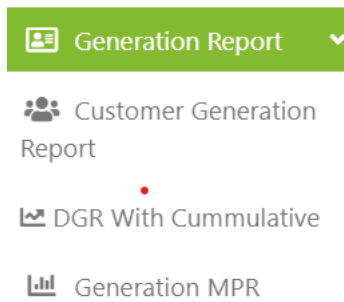 Generation Report
Customer Generation
Report
DGR With Cummulative
Generation MPR